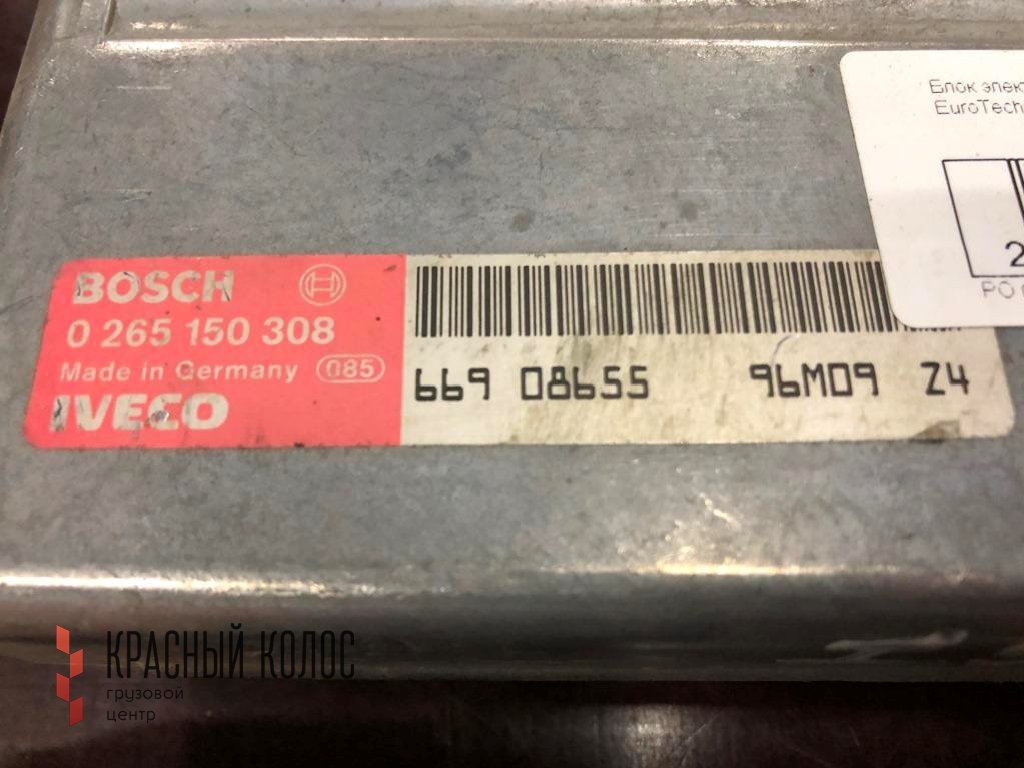 Блок элек
EuroTech
2
РО
BOSCH
0 265 150 308
Made in Germany 085
IVECO
669 08655 96M09 Z4
КРАСНЫЙ КОЛОС
грузовой
центр